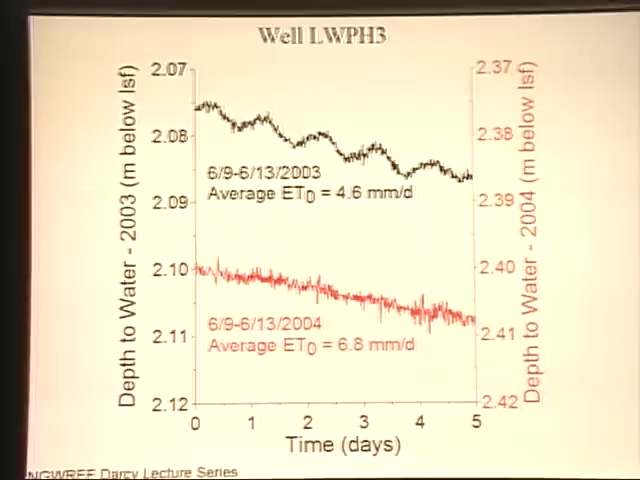 Well LWPH3
Depth to Water - 2003 (m below lsf)
2.07
2.08
2.09
2.10
2.11
2.12
6/9-6/13/2003
Average ET0 = 4.6 mm/d
6/9-6/13/2004
Average ET0 = 6.8 mm/d
2.37
2.38
2.39
2.40
2.41
2.42
Depth to Water - 2004 (m below lsf)
0 1 2 3 4 5
Time (days)
NGWREF Darcy Lecture Series